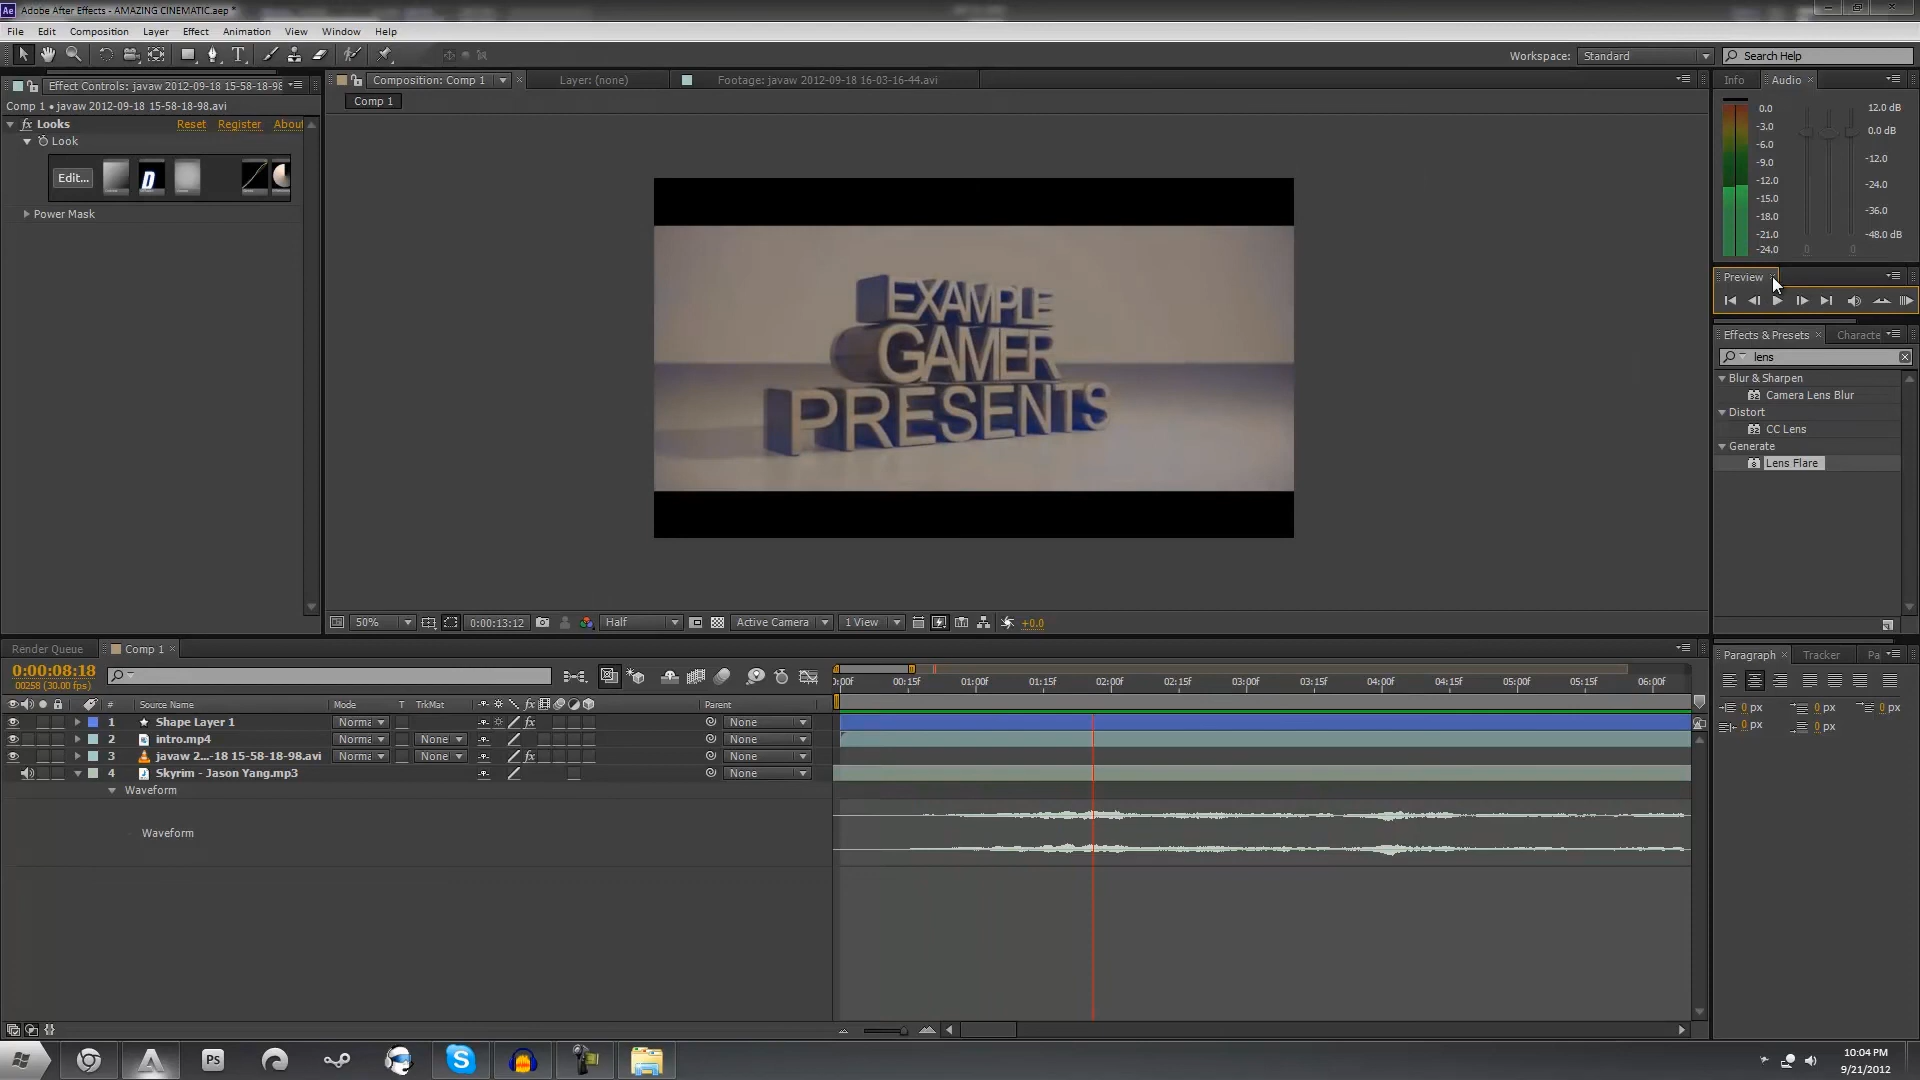 Ae Adobe After Effects - AMAZING CINEMATIC.aep *
File Edit Composition Layer Effect Animation View Window Help
Workspace: Standard Search Help
Effect Controls: javaw 2012-09-18 15-58-18-98
Comp 1 • javaw 2012-09-18 15-58-18-98.avi
fx Looks Reset Register About
Look
Edit...
D
Power Mask
Composition: Comp 1
Layer: (none)
Footage: javaw 2012-09-18 16-03-16-44.avi
Comp 1
EXAMPLE
GAMER
PRESENTS
50% 0:00:13:12 Half Active Camera 1 View +0.0
Info Audio
0.0
-3.0
-6.0
-9.0
-12.0
-15.0
-18.0
-21.0
-24.0
12.0 dB
0.0 dB
-12.0
-24.0
-36.0
-48.0 dB
0 0
Preview
Effects & Presets Characte
lens
Blur & Sharpen
32 Camera Lens Blur
Distort
32 CC Lens
Generate
8 Lens Flare
Render Queue Comp 1
0:00:08:18
00258 (30.00 fps)
# Source Name Mode T TrkMat Parent
1 Shape Layer 1 Norma fx None
2 intro.mp4 Norma None None
3 javaw 2...-18 15-58-18-98.avi Norma None fx None
4 Skyrim - Jason Yang.mp3 None
Waveform
Waveform
):00f 00:15f 01:00f 01:15f 02:00f 02:15f 03:00f 03:15f 04:00f 04:15f 05:00f 05:15f 06:00f
Paragraph Tracker Pa
0 px 0 px 0 px
0 px 0 px
PS
10:04 PM
9/21/2012